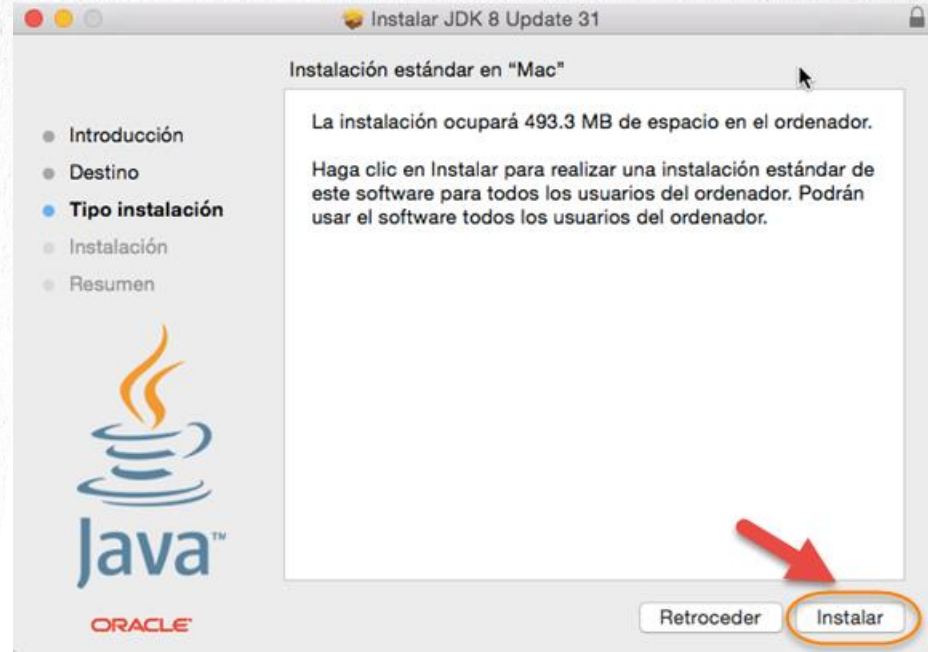 Instalar JDK 8 Update 31
Instalación estándar en “Mac”
Introducción
Destino
Tipo instalación
Instalación
Resumen
La instalación ocupará 493.3 MB de espacio en el ordenador.
Haga clic en Instalar para realizar una instalación estándar de
este software para todos los usuarios del ordenador. Podrán
usar el software todos los usuarios del ordenador.
Java™
ORACLE®
Retroceder
Instalar